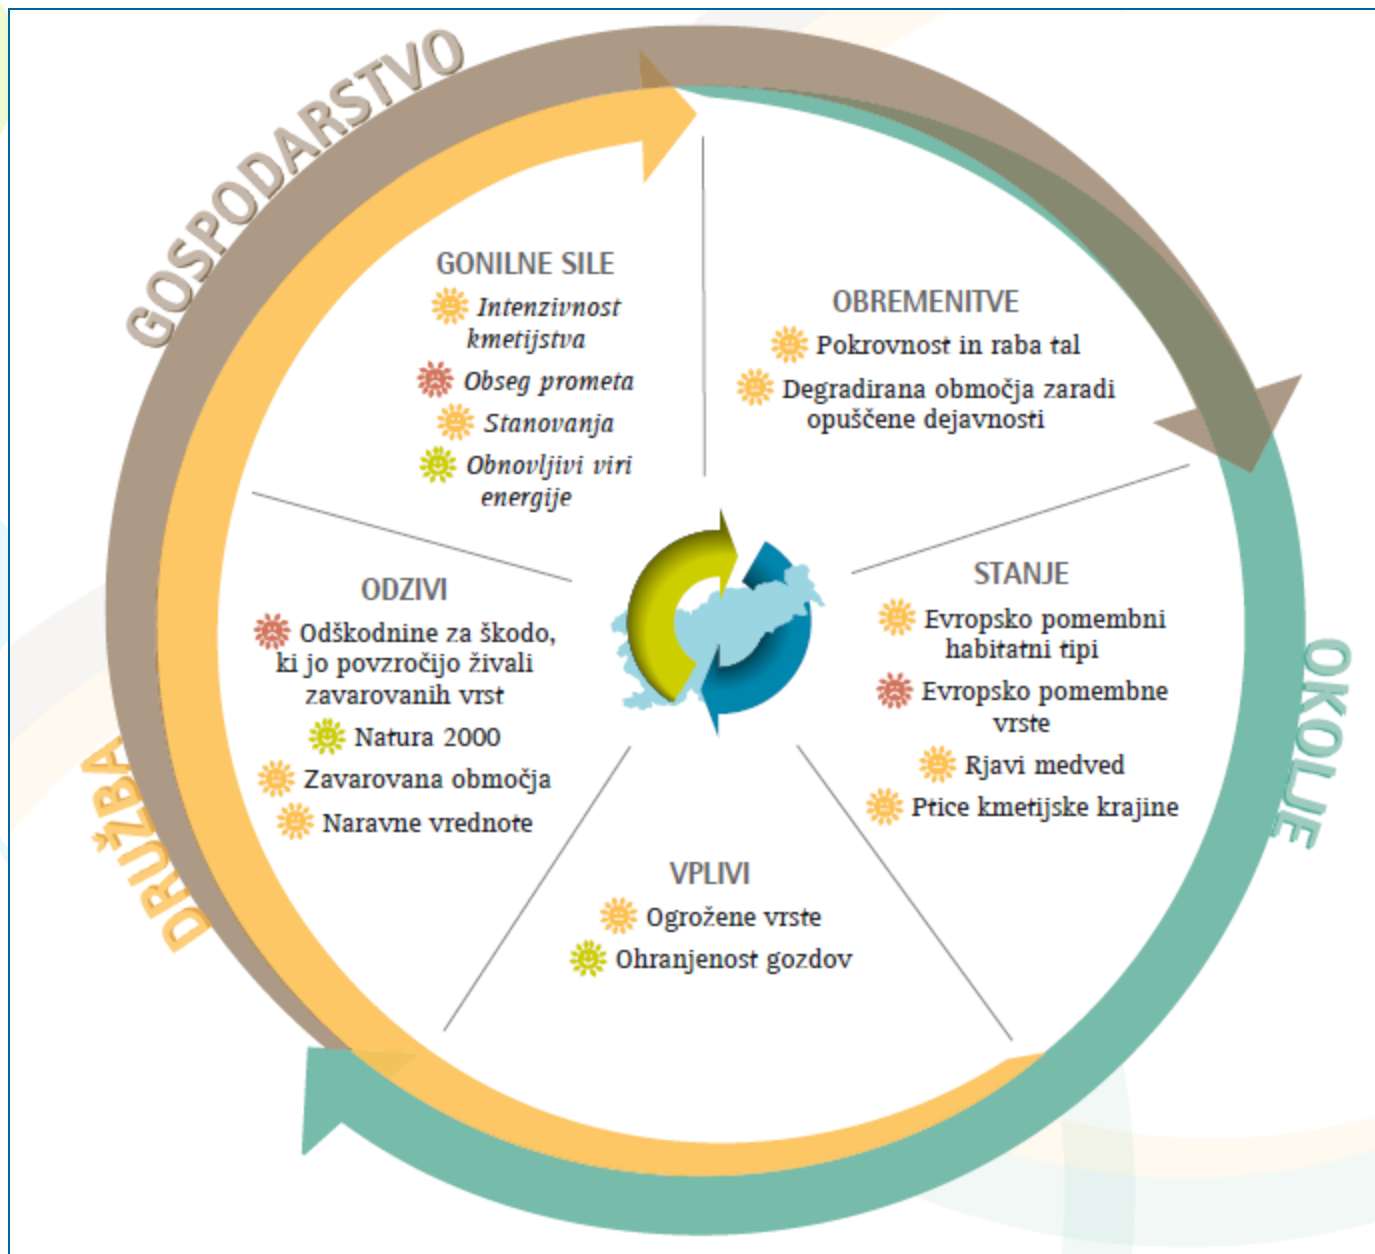 GOSPODARSTVO
GONILNE SILE
Intenzivnost
kmetijstva
Obseg prometa
Stanovanja
Obnovljivi viri
energije
OBREMENITVE
Pokrovnost in raba tal
Degradirana območja zaradi
opuščene dejavnosti
STANJE
Evropsko pomembni
habitatni tipi
Evropsko pomembne
vrste
Rjavi medved
Ptice kmetijske krajine
OKOLJE
VPLIVI
Ogrožene vrste
Ohranjenost gozdov
ODZIVI
Odškodnine za škodo,
ki jo povzročijo živali
zavarovanih vrst
Natura 2000
Zavarovana območja
Naravne vrednote
DRUŽBA